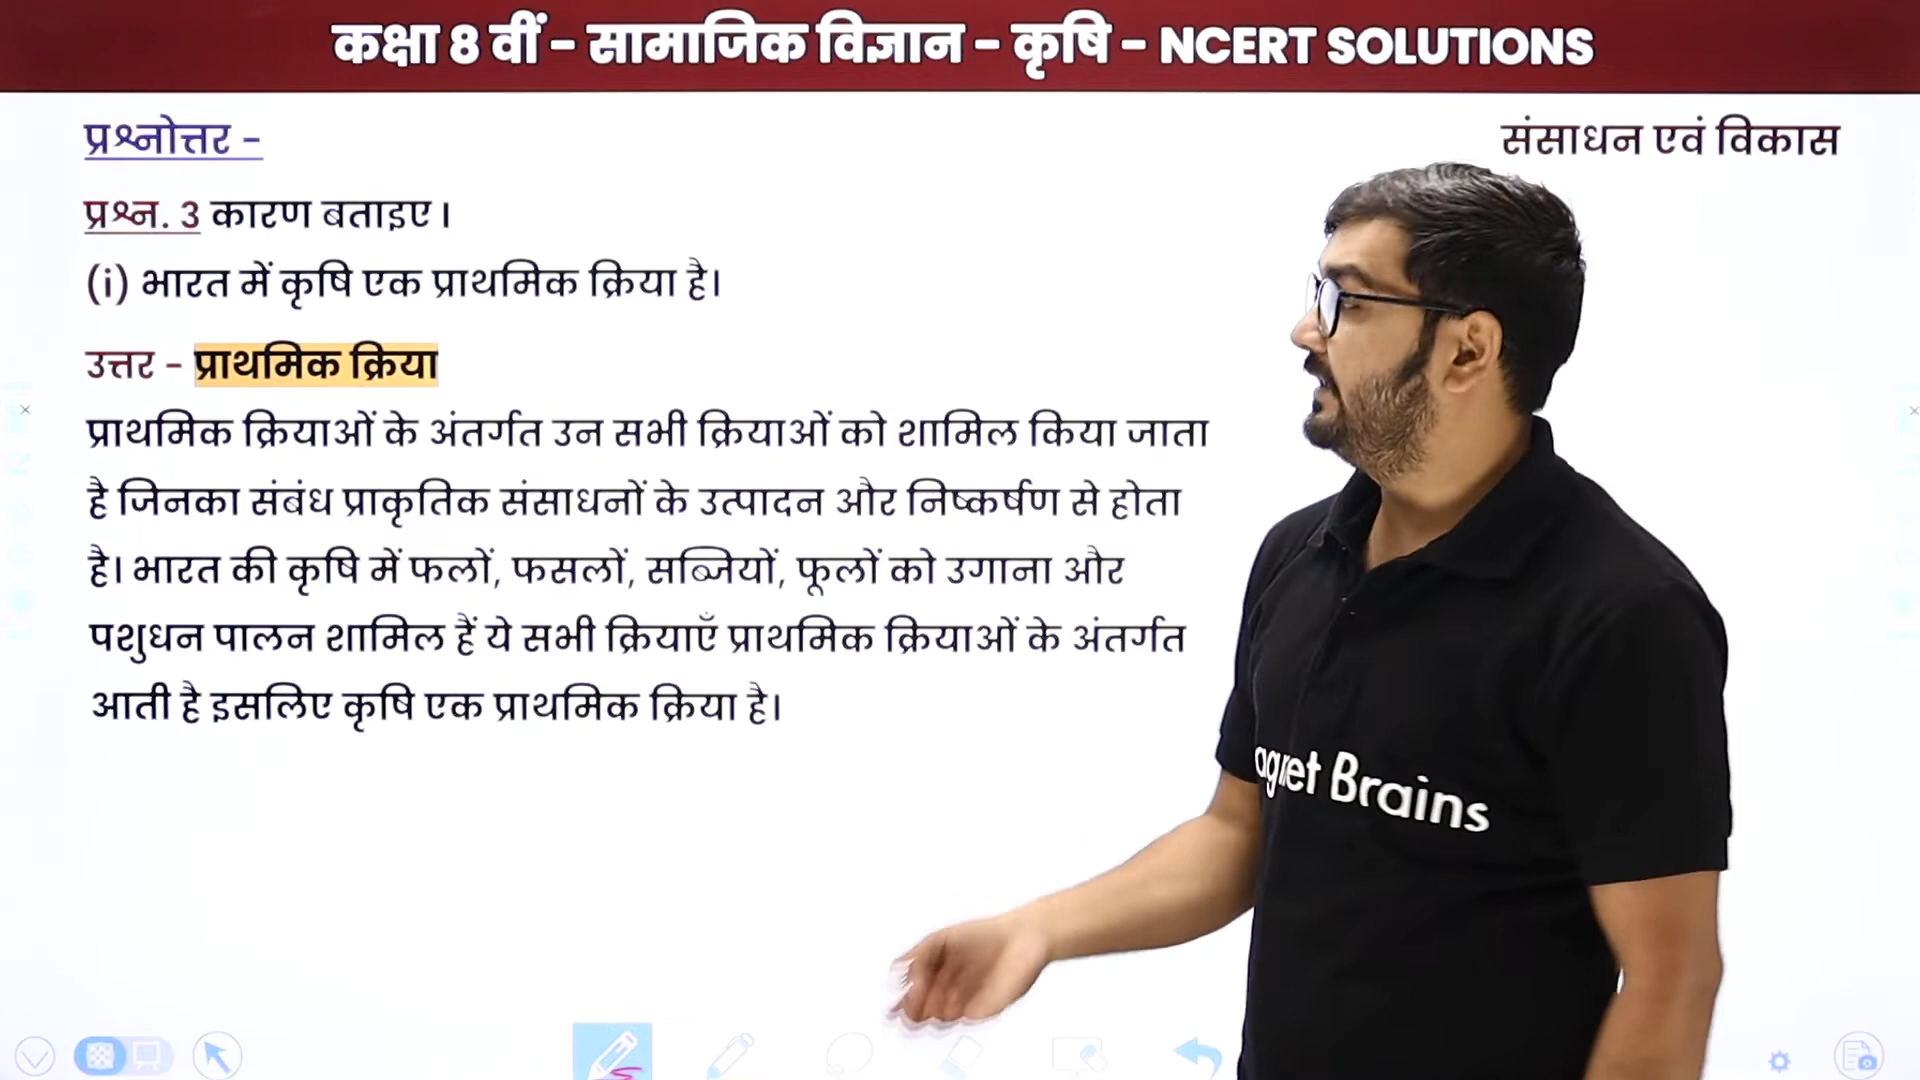 कक्षा 8 वीं - सामाजिक विज्ञान - कृषि - NCERT SOLUTIONS
प्रश्नोत्तर -
संसाधन एवं विकास
प्रश्न. 3 कारण बताइए ।
(i) भारत में कृषि एक प्राथमिक क्रिया है।
उत्तर - प्राथमिक क्रिया
प्राथमिक क्रियाओं के अंतर्गत उन सभी क्रियाओं को शामिल किया जाता
है जिनका संबंध प्राकृतिक संसाधनों के उत्पादन और निष्कर्षण से होता
है। भारत की कृषि में फलों, फसलों, सब्जियों, फूलों को उगाना और
पशुधन पालन शामिल हैं ये सभी क्रियाएँ प्राथमिक क्रियाओं के अंतर्गत
आती है इसलिए कृषि एक प्राथमिक क्रिया है।
agnet Brains